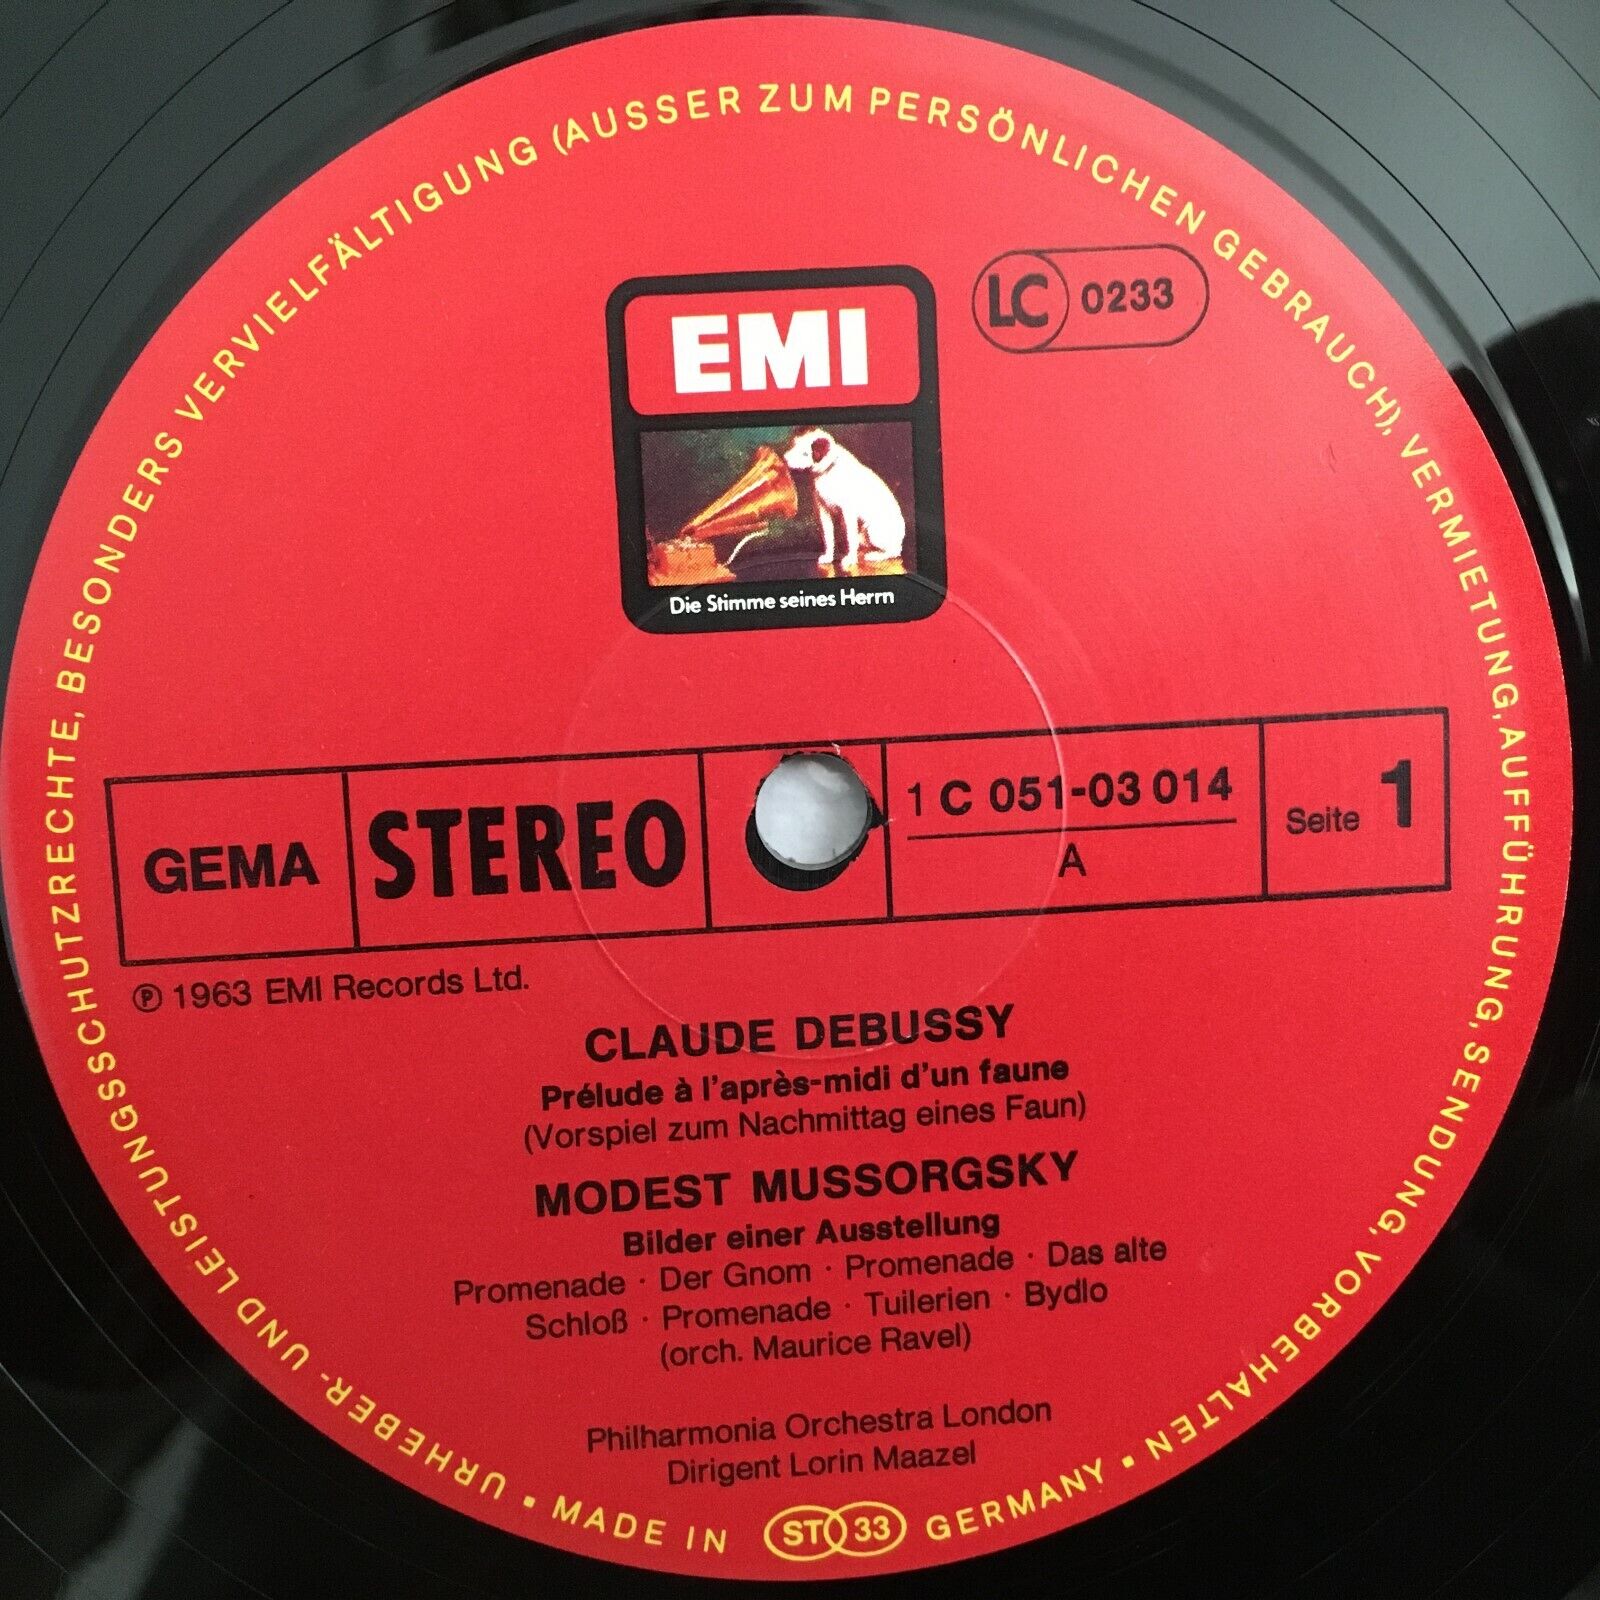 URHEBER- UND LEISTUNGSSCHUTZRECHTE, BESONDERS VERVIELFÄLTIGUNG (AUSSER ZUM PERSÖNLICHEN GEBRAUCH), VERMIETUNG, AUFFÜHRUNG, SENDUNG, VORBEHALTEN •
EMI
LC 0233
Die Stimme seines Herrn
GEMA STEREO
1 C 051-03 014
A
Seite 1
℗ 1963 EMI Records Ltd.
CLAUDE DEBUSSY
Prélude à l'après-midi d'un faune
(Vorspiel zum Nachmittag eines Faun)
MODEST MUSSORGSKY
Bilder einer Ausstellung
Promenade · Der Gnom · Promenade · Das alte
Schloß · Promenade · Tuilerien · Bydlo
(orch. Maurice Ravel)
Philharmonia Orchestra London
Dirigent Lorin Maazel
• MADE IN ST 33 GERMANY